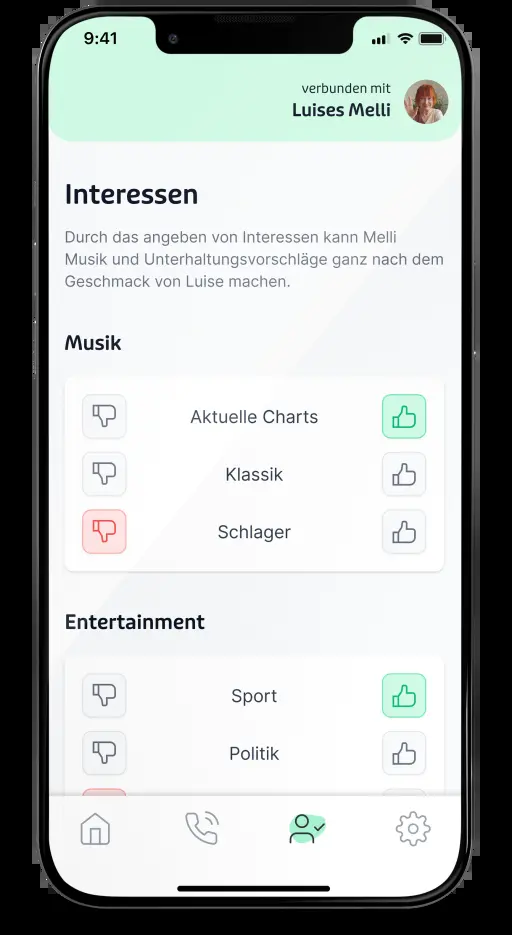 9:41
verbunden mit
Luises Melli
Interessen
Durch das angeben von Interessen kann Melli
Musik und Unterhaltungsvorschläge ganz nach dem
Geschmack von Luise machen.
Musik
Aktuelle Charts
Klassik
Schlager
Entertainment
Sport
Politik